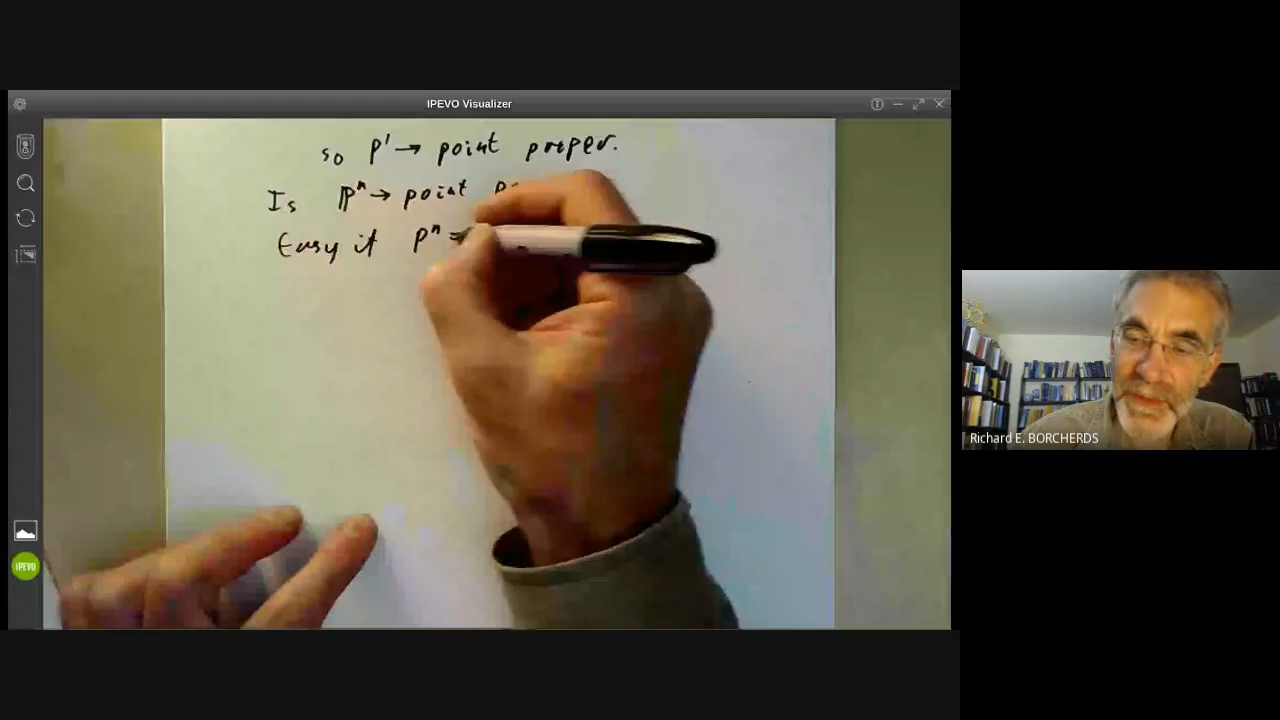 IPEVO Visualizer
so P¹ → point proper.
Is ℙⁿ → point
Easy if Pⁿ
Richard E. BORCHERDS
IPEVO